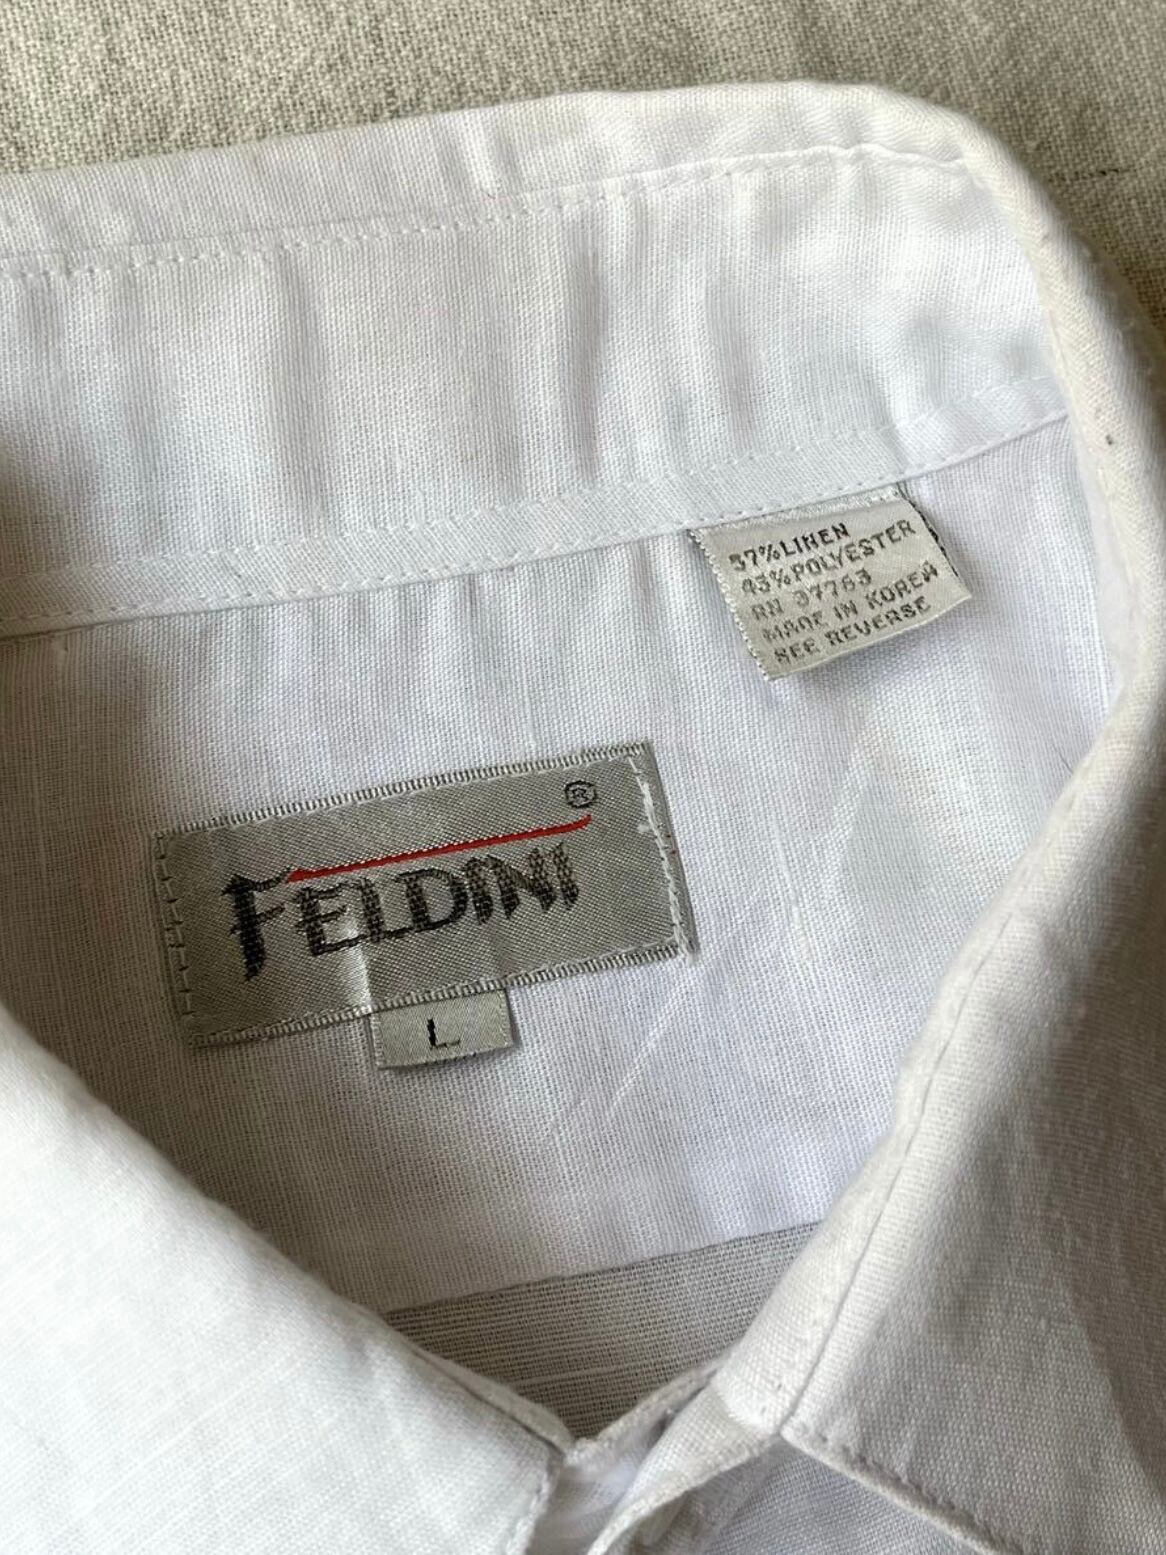 57% LINEN
43% POLYESTER
RN 37763
MADE IN KOREA
SEE REVERSE
®
FELDINI
L